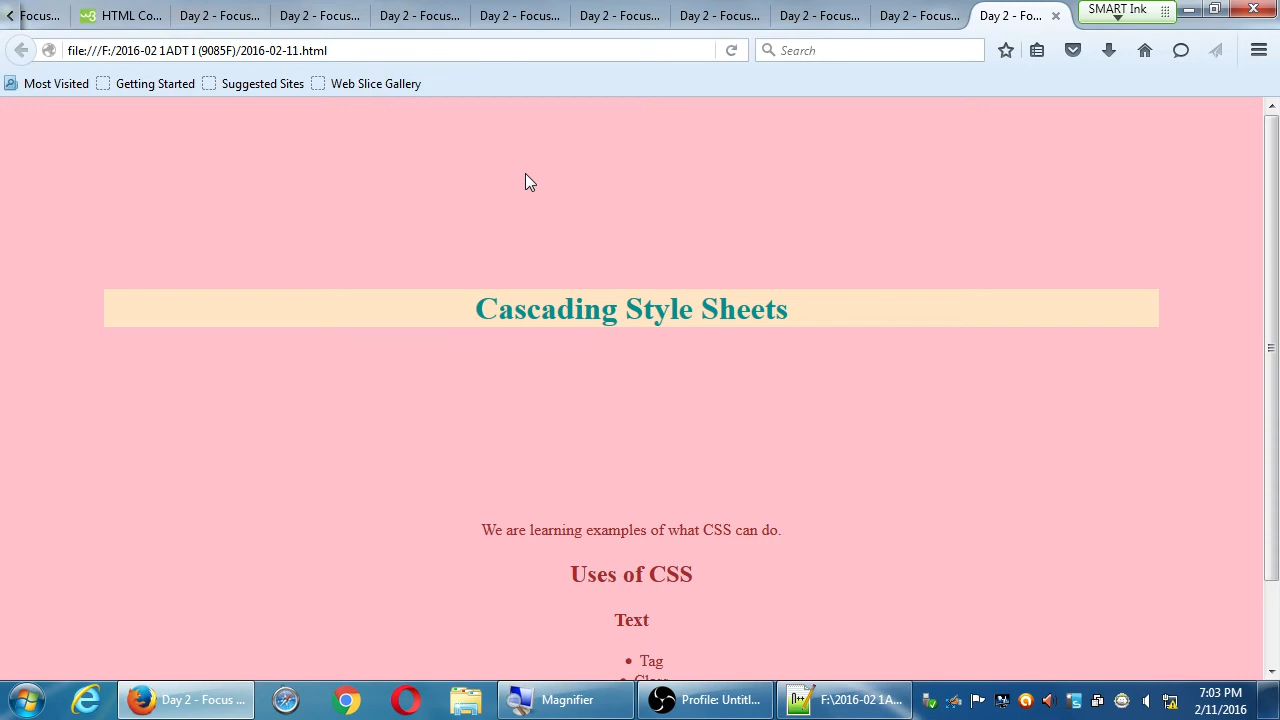 Focus...
HTML Co...
Day 2 - Focus...
Day 2 - Focus...
Day 2 - Focus...
Day 2 - Focus...
Day 2 - Focus...
Day 2 - Focus...
Day 2 - Focus...
Day 2 - Focus...
Day 2 - Fo...
SMART Ink
file:///F:/2016-02 1ADT I (9085F)/2016-02-11.html
Search
Most Visited
Getting Started
Suggested Sites
Web Slice Gallery
Cascading Style Sheets
We are learning examples of what CSS can do.
Uses of CSS
Text
• Tag
• Class
Day 2 - Focus ...
Magnifier
Profile: Untitl...
F:\2016-02 1A...
7:03 PM
2/11/2016